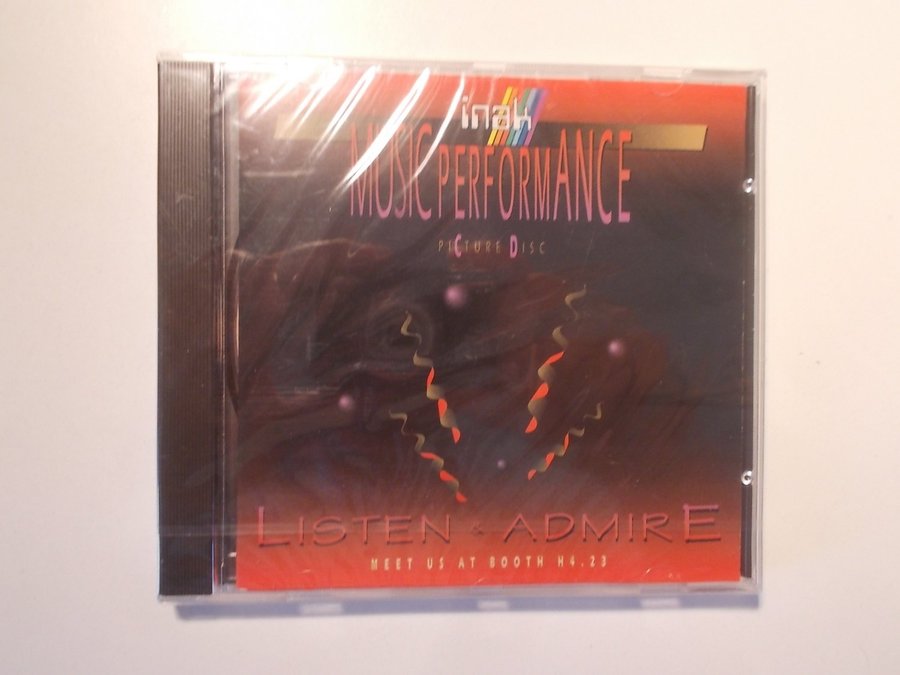 inak
MUSIC PERFORMANCE
PICTURE DISC
LISTEN & ADMIRE
MEET US AT BOOTH H4.23